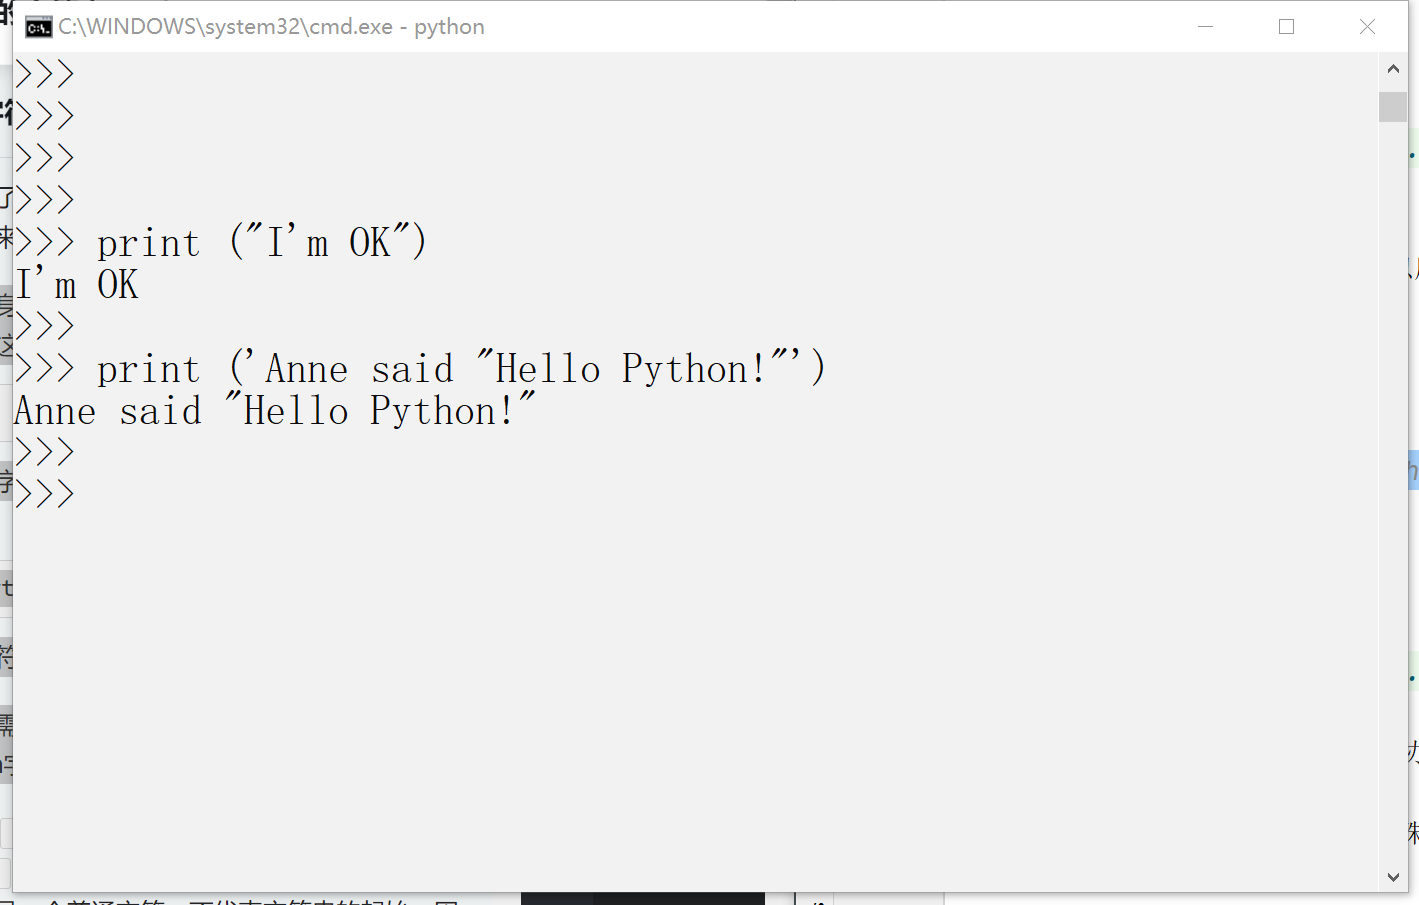 C:\WINDOWS\system32\cmd.exe - python
>>>
>>>
>>>
>>>
>>> print ("I'm OK")
I'm OK
>>>
>>> print ('Anne said "Hello Python!"')
Anne said "Hello Python!"
>>>
>>>